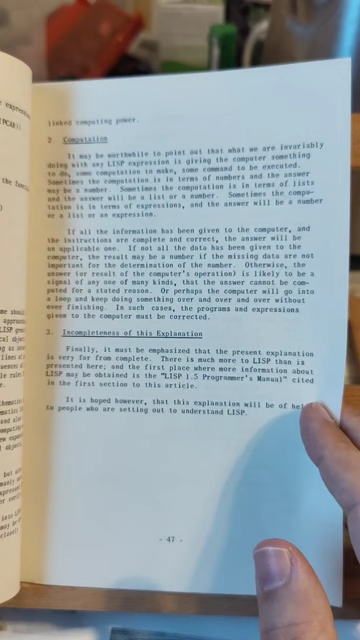 linked computing power.
2. Computation
It may be worthwhile to point out that what we are invariably
doing with any LISP expression is giving the computer something
to do, some computation to make, some command to be executed.
Sometimes the computation is in terms of numbers and the answer
may be a number. Sometimes the computation is in terms of lists
and the answer will be a list or a number. Sometimes the compu-
tation is in terms of expressions, and the answer will be a number
or a list or an expression.
If all the information has been given to the computer, and
the instructions are complete and correct, the answer will be
an applicable one. If not all the data has been given to the
computer, the result may be a number if the missing data are not
important for the determination of the number. Otherwise, the
answer (or result of the computer's operation) is likely to be a
signal of any one of many kinds, that the answer cannot be com-
puted for a stated reason. Or perhaps the computer will go into
a loop and keep doing something over and over and over without
ever finishing. In such cases, the programs and expressions
given to the computer must be corrected.
3. Incompleteness of this Explanation
Finally, it must be emphasized that the present explanation
is very far from complete. There is much more to LISP than is
presented here; and the first place where more information about
LISP may be obtained is the "LISP 1.5 Programmer's Manual" cited
in the first section to this article.
It is hoped however, that this explanation will be of
to people who are setting out to understand LISP.
- 47 -